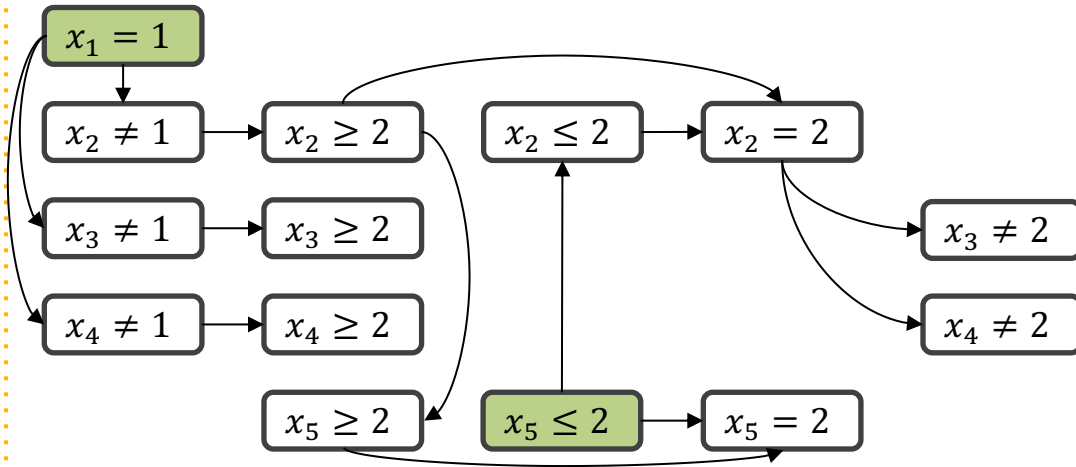 x₁ = 1
x₂ ≠ 1
x₂ ≥ 2
x₂ ≤ 2
x₂ = 2
x₃ ≠ 1
x₃ ≥ 2
x₃ ≠ 2
x₄ ≠ 1
x₄ ≥ 2
x₄ ≠ 2
x₅ ≥ 2
x₅ ≤ 2
x₅ = 2